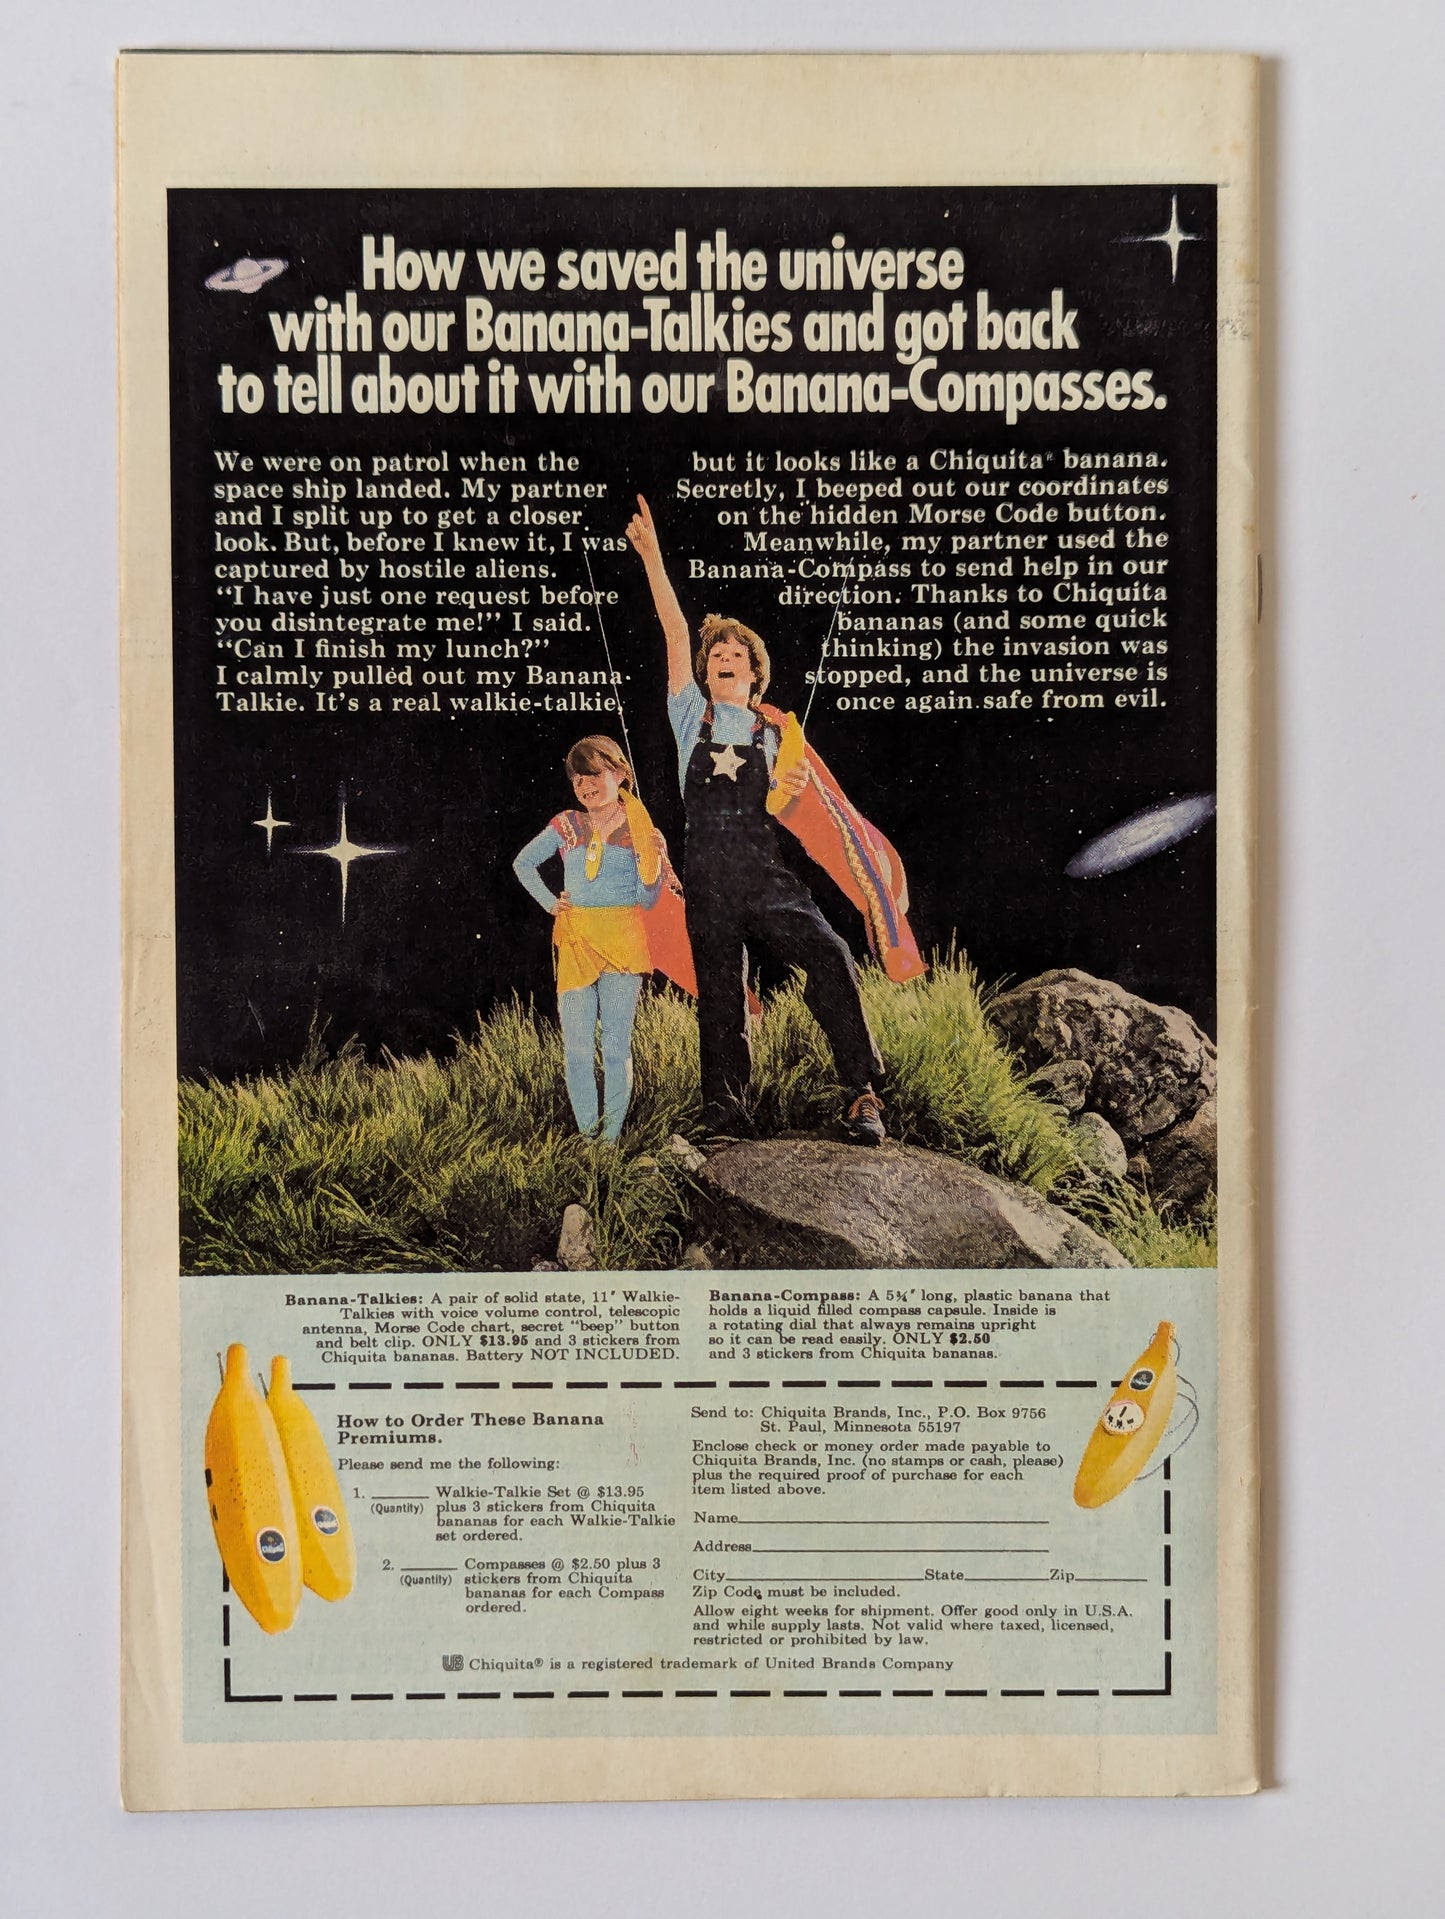 How we saved the universe
with our Banana-Talkies and got back
to tell about it with our Banana-Compasses.
We were on patrol when the
space ship landed. My partner
and I split up to get a closer
look. But, before I knew it, I was
captured by hostile aliens.
“I have just one request before
you disintegrate me!” I said.
“Can I finish my lunch?”
I calmly pulled out my Banana-
Talkie. It’s a real walkie-talkie,
but it looks like a Chiquita® banana.
Secretly, I beeped out our coordinates
on the hidden Morse Code button.
Meanwhile, my partner used the
Banana-Compass to send help in our
direction. Thanks to Chiquita
bananas (and some quick
thinking) the invasion was
stopped, and the universe is
once again safe from evil.
Banana-Talkies: A pair of solid state, 11″ Walkie-
Talkies with voice volume control, telescopic
antenna, Morse Code chart, secret “beep” button
and belt clip. ONLY $13.95 and 3 stickers from
Chiquita bananas. Battery NOT INCLUDED.
Banana-Compass: A 5¾″ long, plastic banana that
holds a liquid filled compass capsule. Inside is
a rotating dial that always remains upright
so it can be read easily. ONLY $2.50
and 3 stickers from Chiquita bananas.
How to Order These Banana
Premiums.
Please send me the following:
1. ______ Walkie-Talkie Set @ $13.95
(Quantity) plus 3 stickers from Chiquita
bananas for each Walkie-Talkie
set ordered.
2. ______ Compasses @ $2.50 plus 3
(Quantity) stickers from Chiquita
bananas for each Compass
ordered.
Send to: Chiquita Brands, Inc., P.O. Box 9756
St. Paul, Minnesota 55197
Enclose check or money order made payable to
Chiquita Brands, Inc. (no stamps or cash, please)
plus the required proof of purchase for each
item listed above.
Name
Address
City State Zip
Zip Code must be included.
Allow eight weeks for shipment. Offer good only in U.S.A.
and while supply lasts. Not valid where taxed, licensed,
restricted or prohibited by law.
UB Chiquita® is a registered trademark of United Brands Company
Chiquita
Chiquita
Chiquita